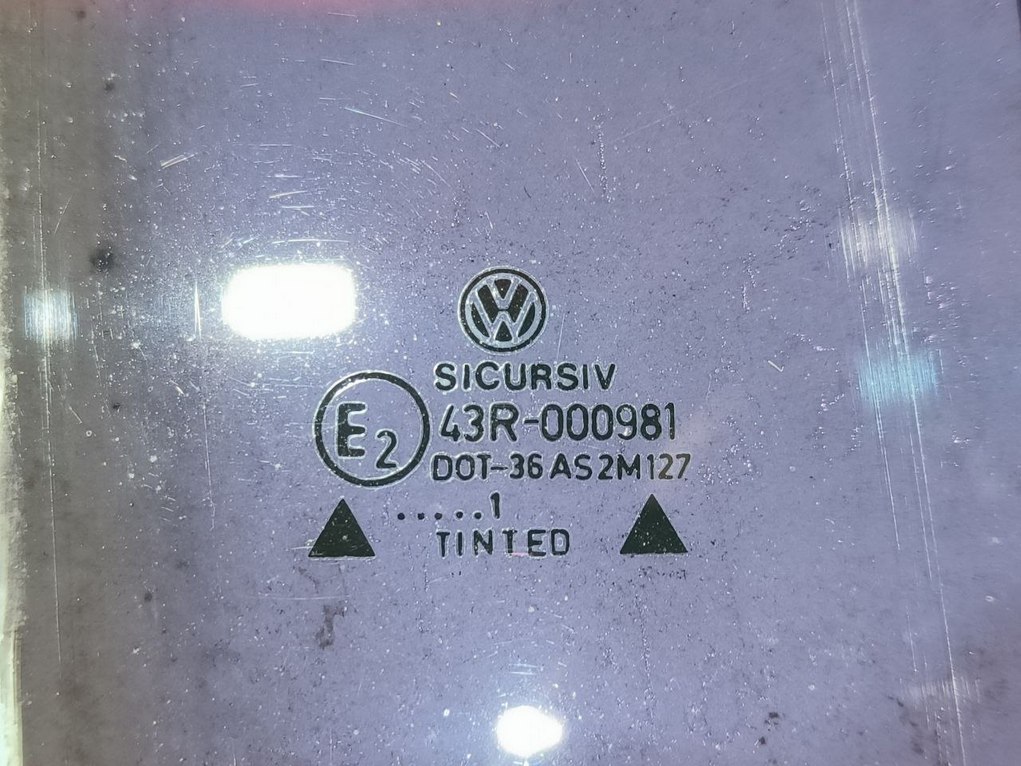 SICURSIV
E2 43R-000981
DOT-36 AS2M127
.....1
TINTED